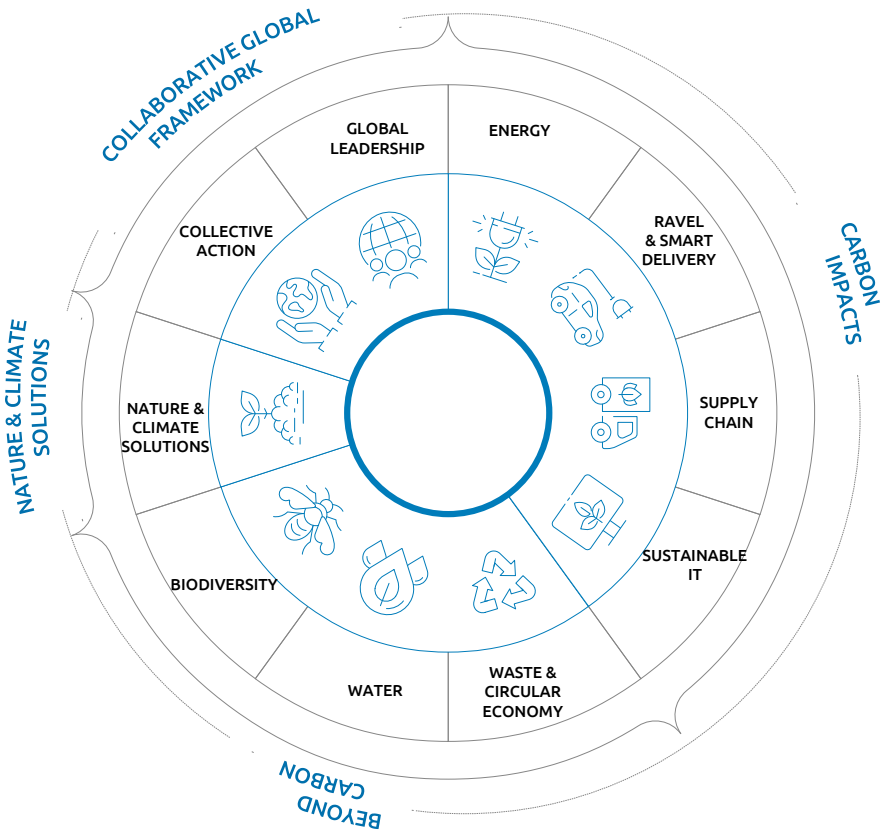 COLLABORATIVE GLOBAL
FRAMEWORK
GLOBAL
LEADERSHIP
ENERGY
COLLECTIVE
ACTION
RAVEL
& SMART
DELIVERY
CARBON
IMPACTS
NATURE & CLIMATE
SOLUTIONS
NATURE &
CLIMATE
SOLUTIONS
SUPPLY
CHAIN
SUSTAINABLE
IT
BIODIVERSITY
WATER
WASTE &
CIRCULAR
ECONOMY
BEYOND
CARBON